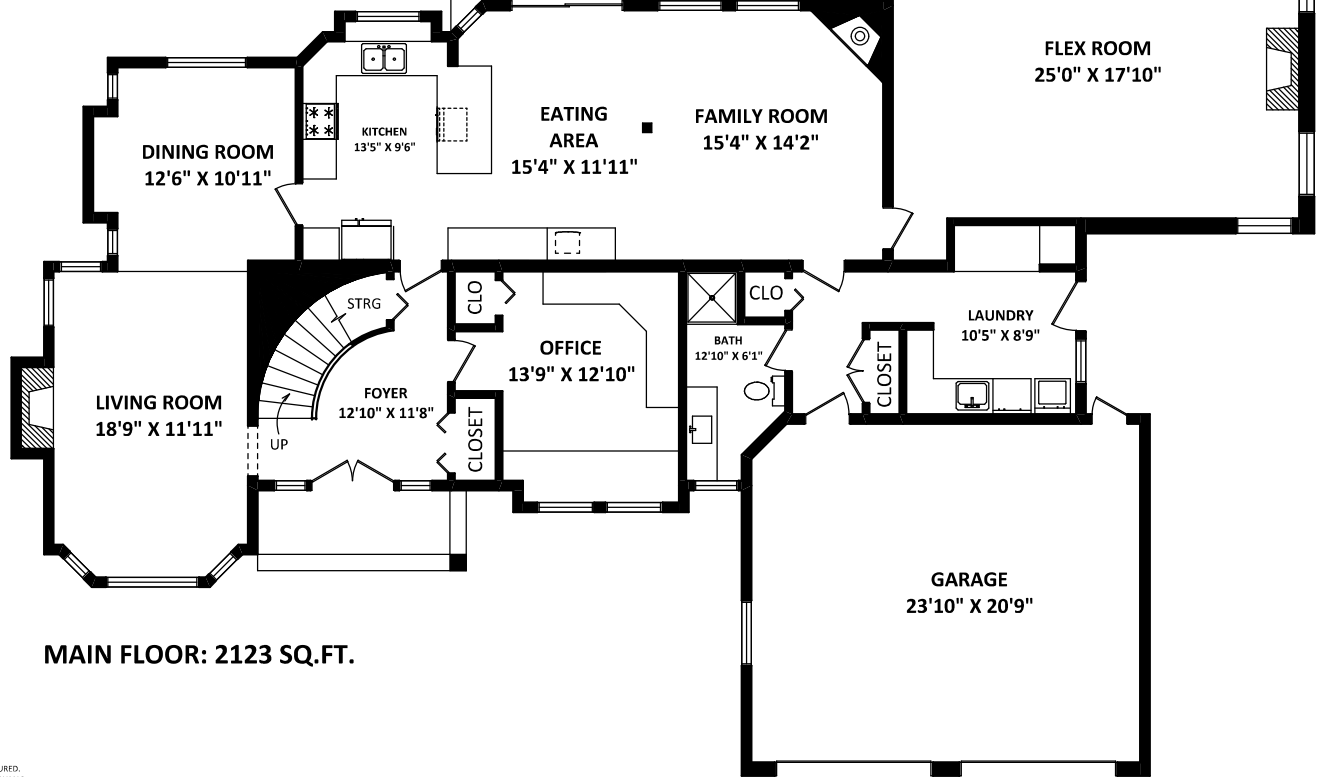 FLEX ROOM
25'0" X 17'10"
EATING
AREA
15'4" X 11'11"
FAMILY ROOM
15'4" X 14'2"
KITCHEN
13'5" X 9'6"
DINING ROOM
12'6" X 10'11"
STRG
CLO
CLO
LAUNDRY
10'5" X 8'9"
OFFICE
13'9" X 12'10"
BATH
12'10" X 6'1"
CLOSET
FOYER
12'10" X 11'8"
LIVING ROOM
18'9" X 11'11"
UP
CLOSET
GARAGE
23'10" X 20'9"
MAIN FLOOR: 2123 SQ.FT.
URED.